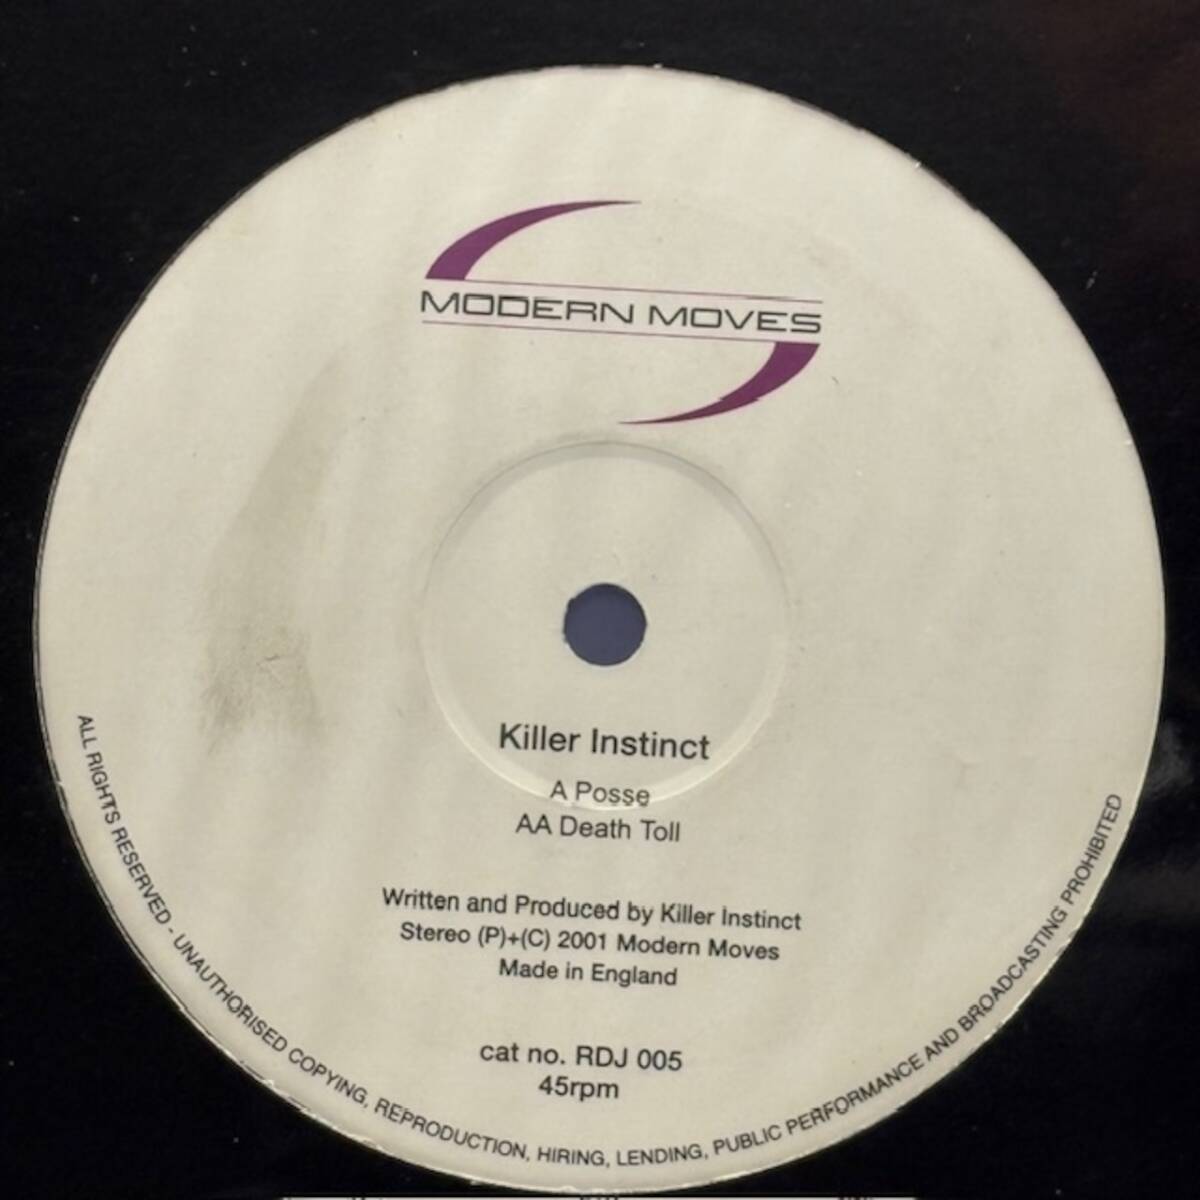 MODERN MOVES
Killer Instinct
A Posse
AA Death Toll
Written and Produced by Killer Instinct
Stereo (P)+(C) 2001 Modern Moves
Made in England
cat no. RDJ 005
45rpm
ALL RIGHTS RESERVED - UNAUTHORISED COPYING, REPRODUCTION, HIRING, LENDING, PUBLIC PERFORMANCE AND BROADCASTING PROHIBITED